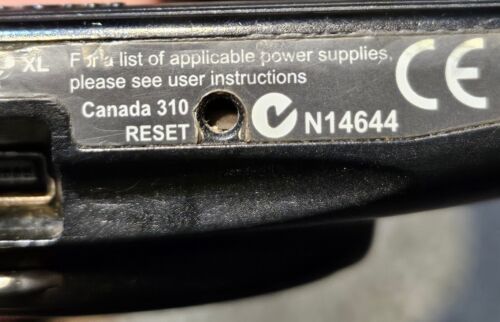 XL For a list of applicable power supplies,
please see user instructions
Canada 310
RESET N14644
CE